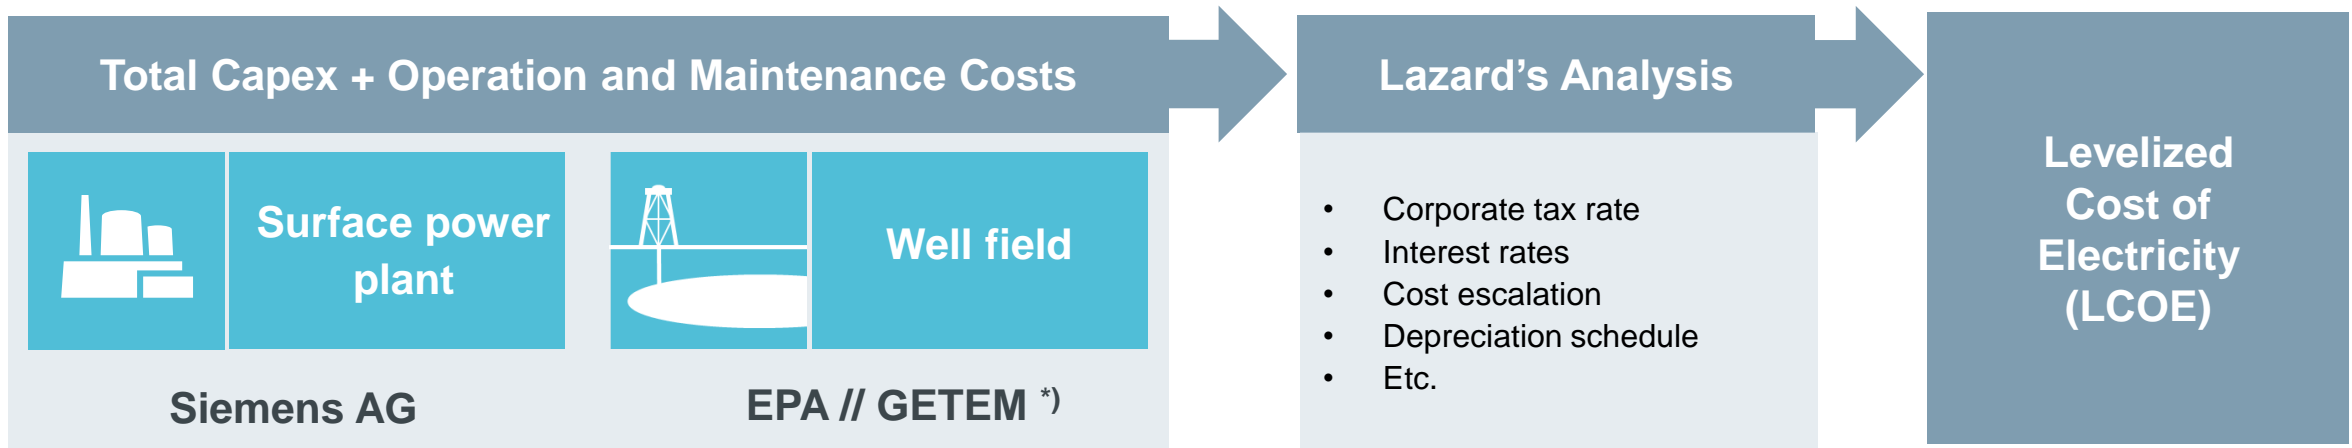 Total Capex + Operation and Maintenance Costs
Surface power
plant
Siemens AG
Well field
EPA // GETEM *)
Lazard’s Analysis
• Corporate tax rate
• Interest rates
• Cost escalation
• Depreciation schedule
• Etc.
Levelized
Cost of
Electricity
(LCOE)